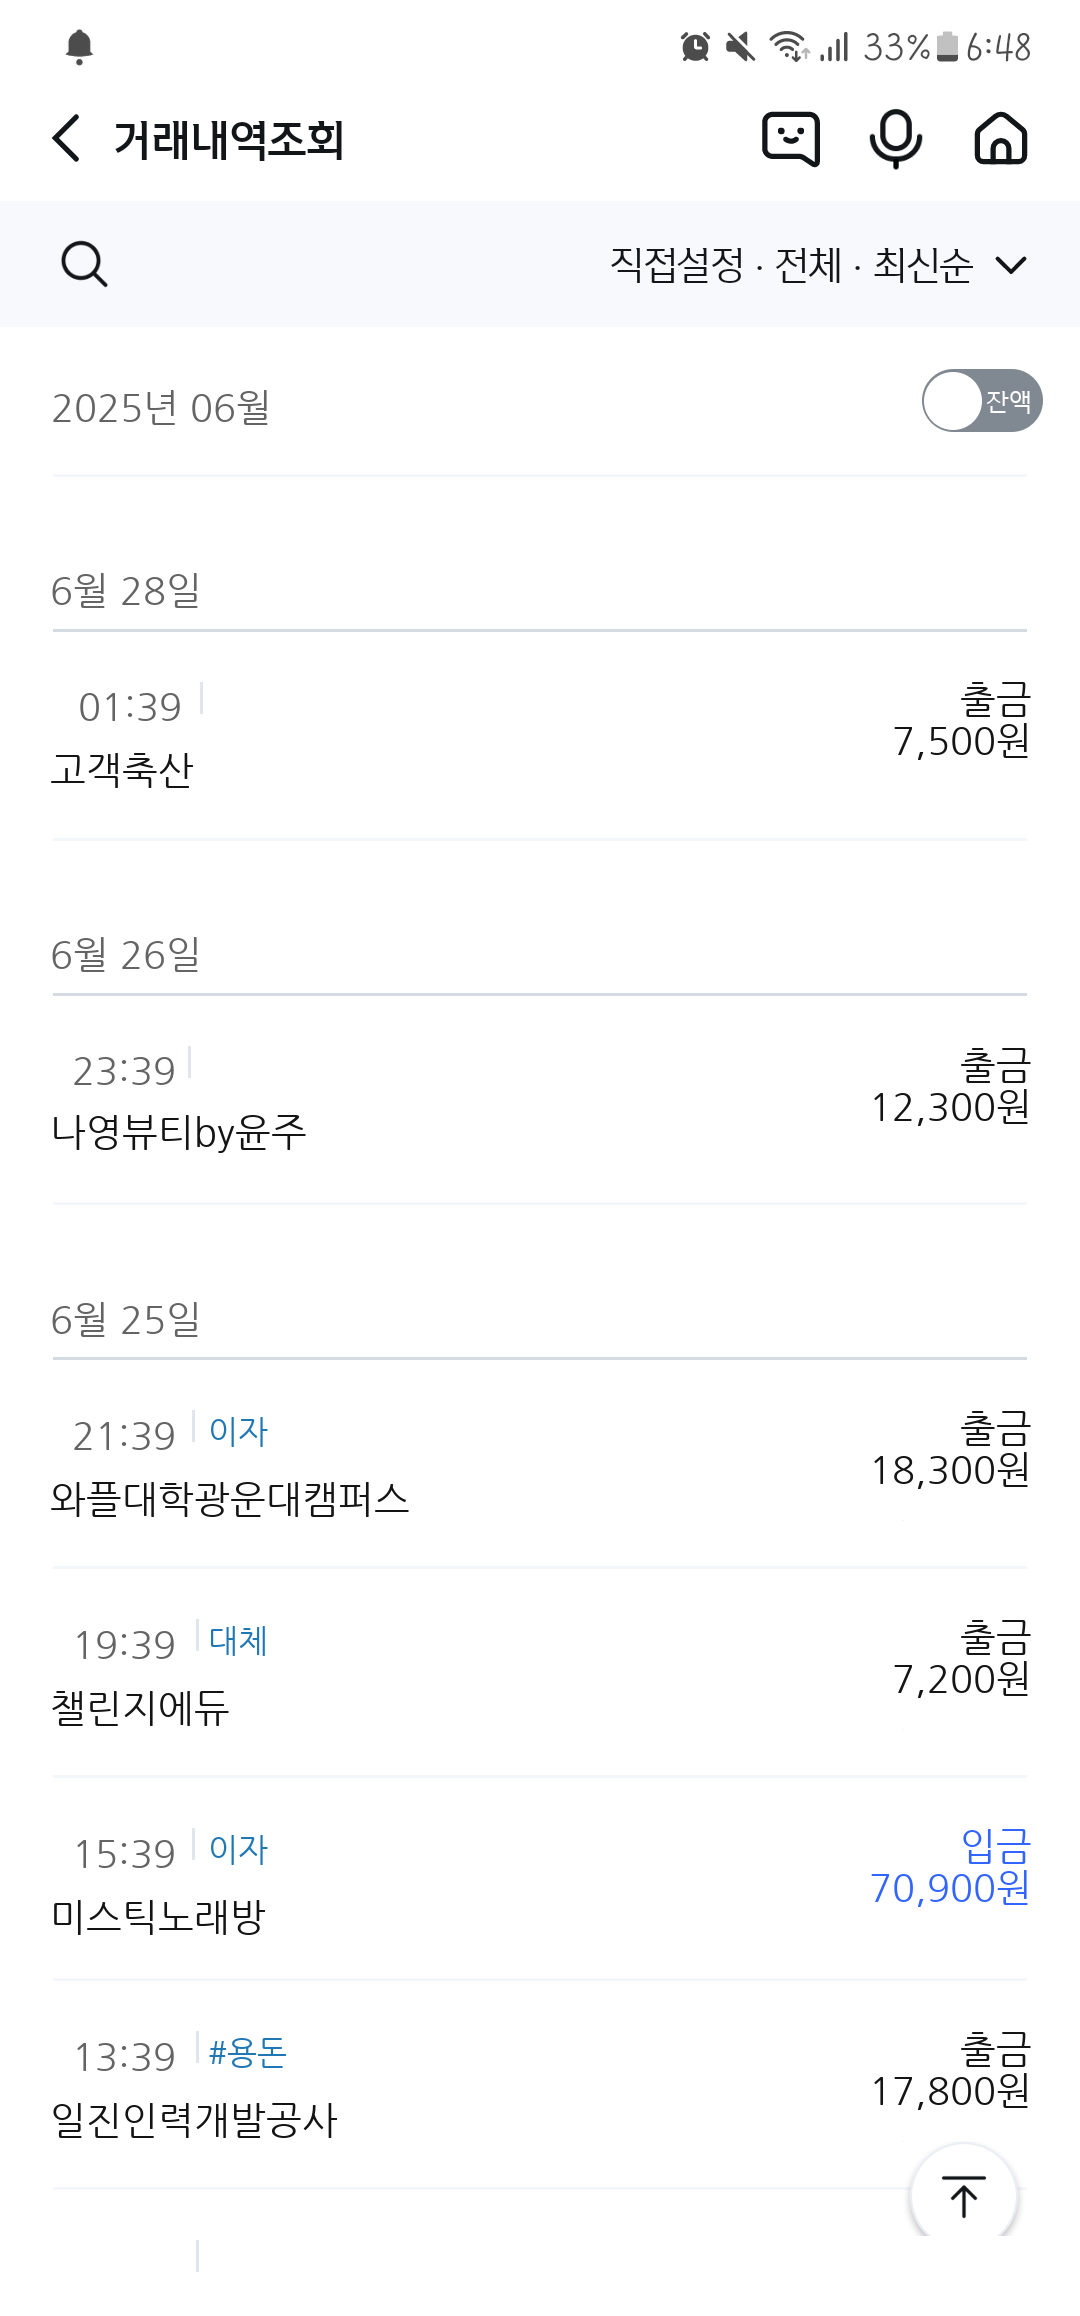 33% 6:48
거래내역조회
직접설정 · 전체 · 최신순
2025년 06월
잔액
6월 28일
01:39
출금
7,500원
고객축산
6월 26일
23:39
출금
12,300원
나영뷰티by윤주
6월 25일
21:39 이자
출금
18,300원
와플대학광운대캠퍼스
19:39 대체
출금
7,200원
챌린지에듀
15:39 이자
입금
70,900원
미스틱노래방
13:39 #용돈
출금
17,800원
일진인력개발공사